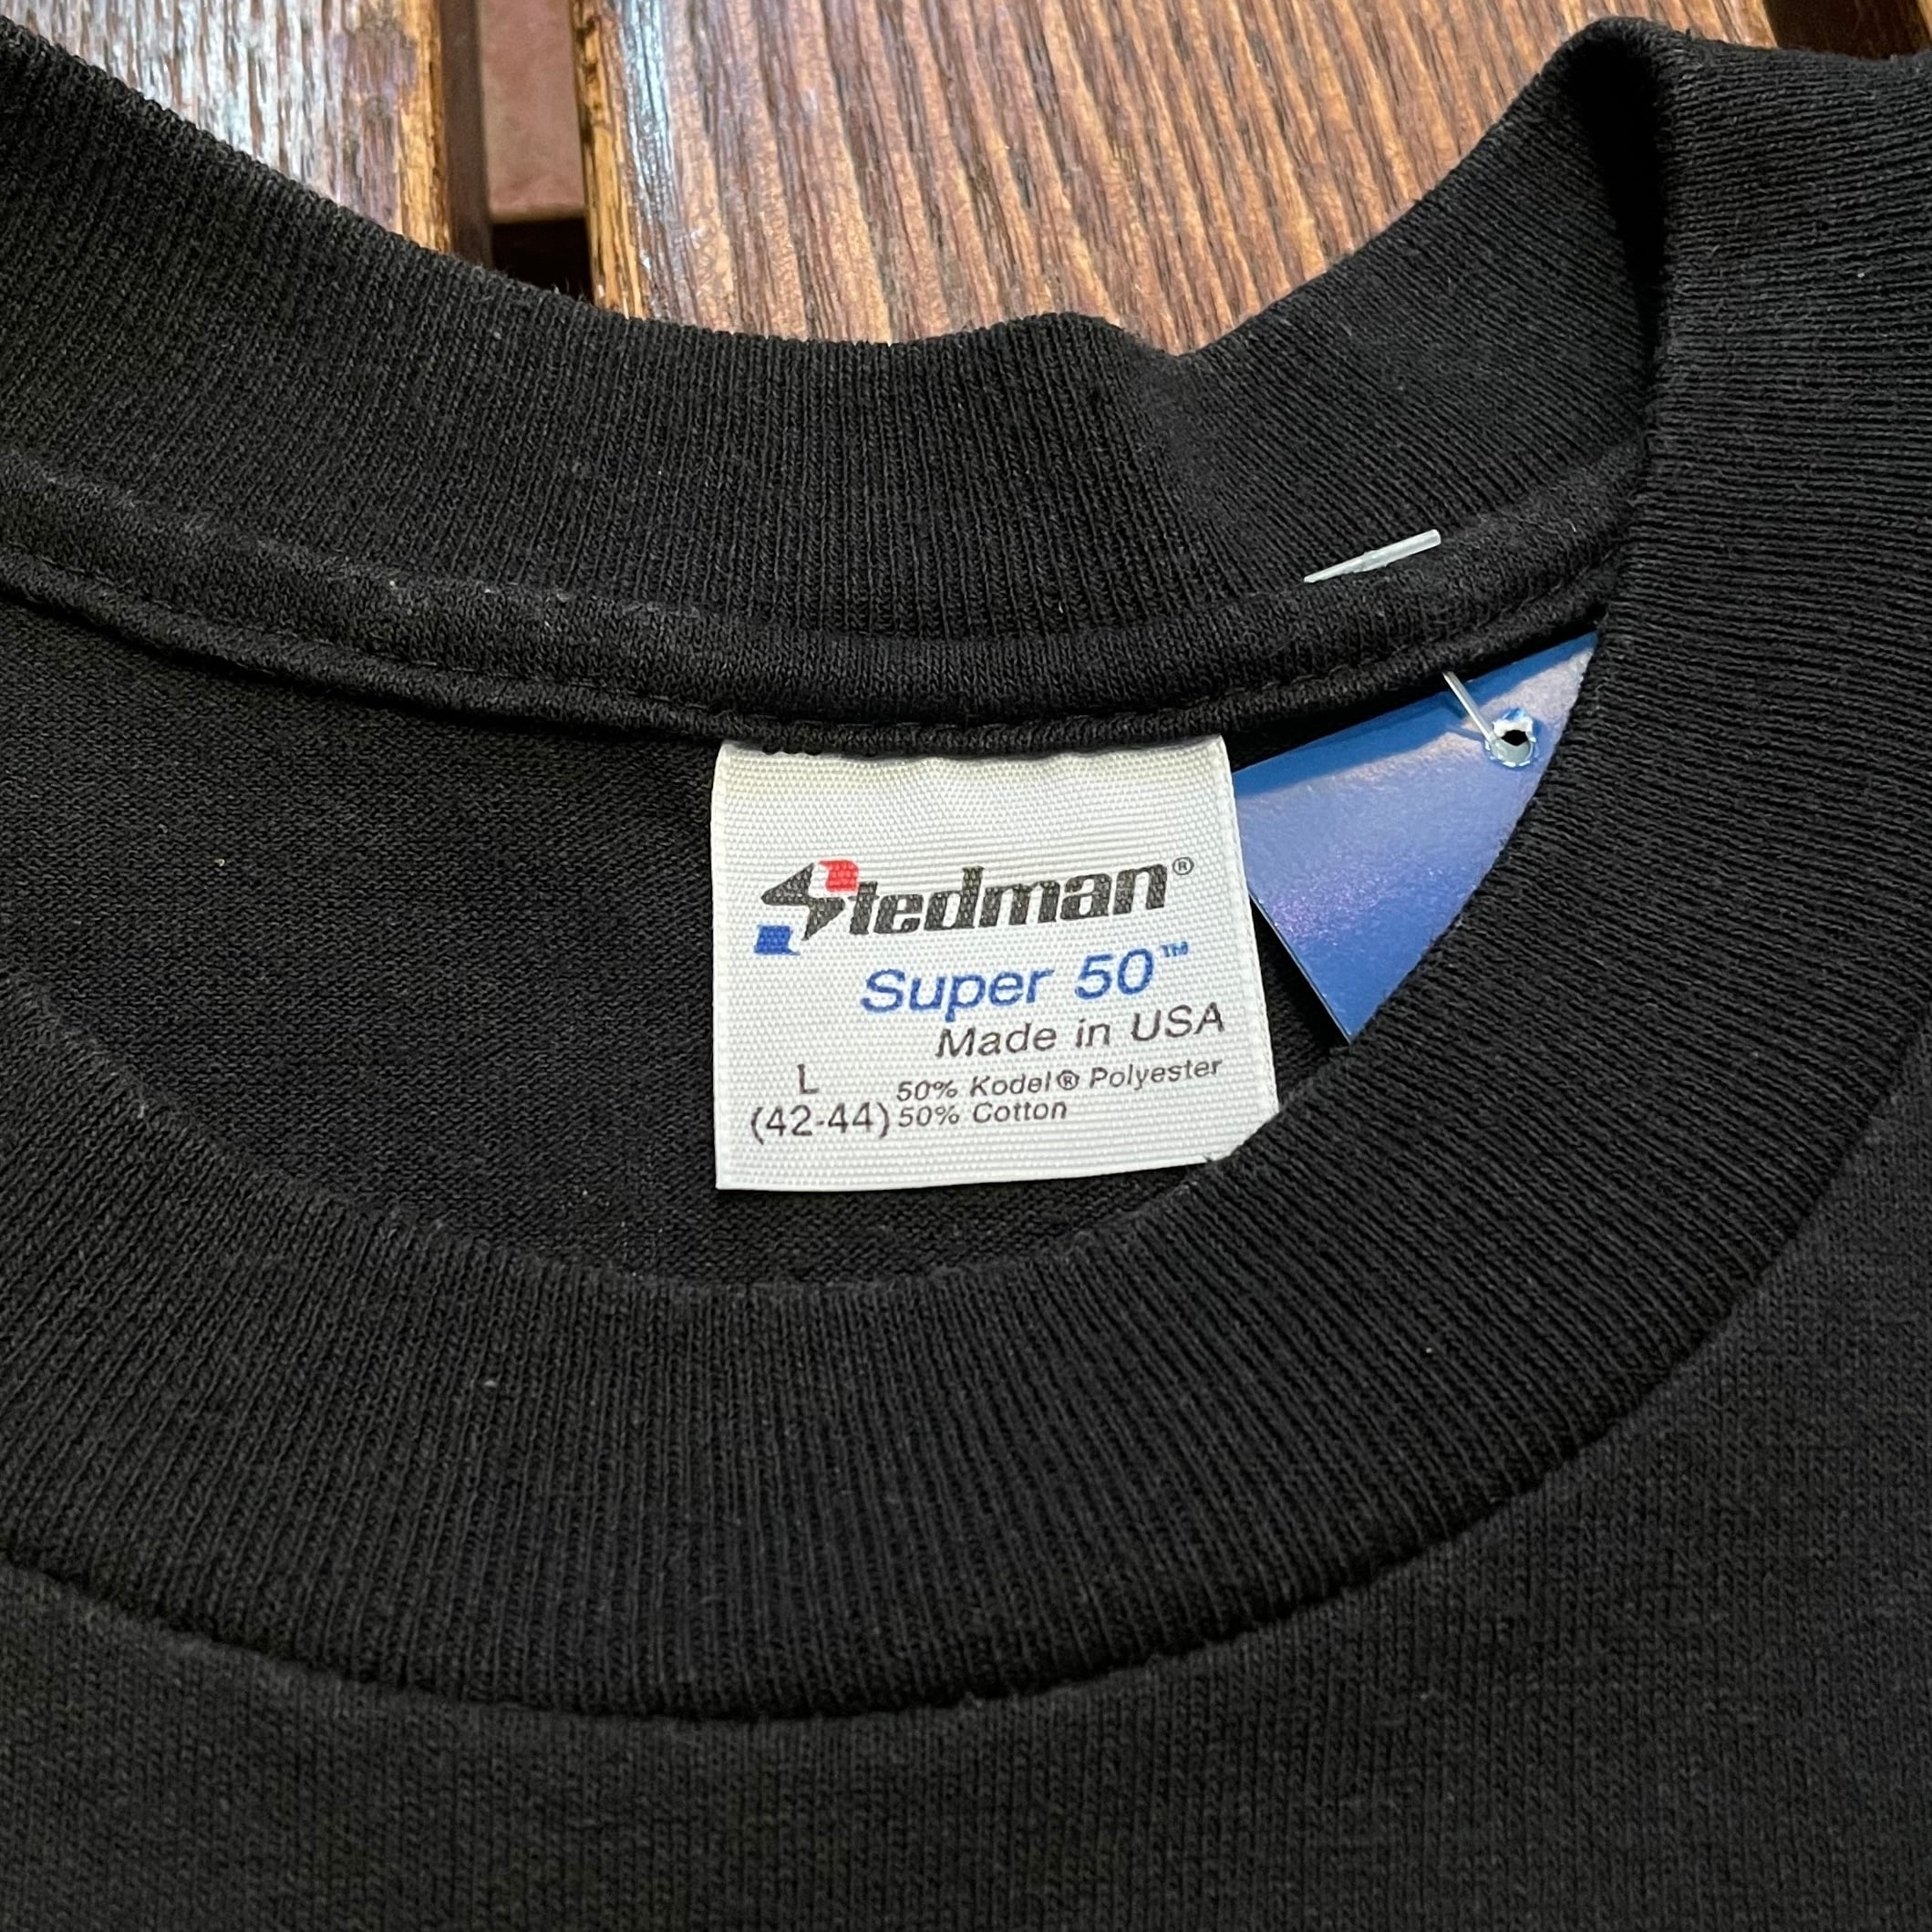 Stedman®
Super 50™
Made in USA
L
(42-44)
50% Kodel® Polyester
50% Cotton